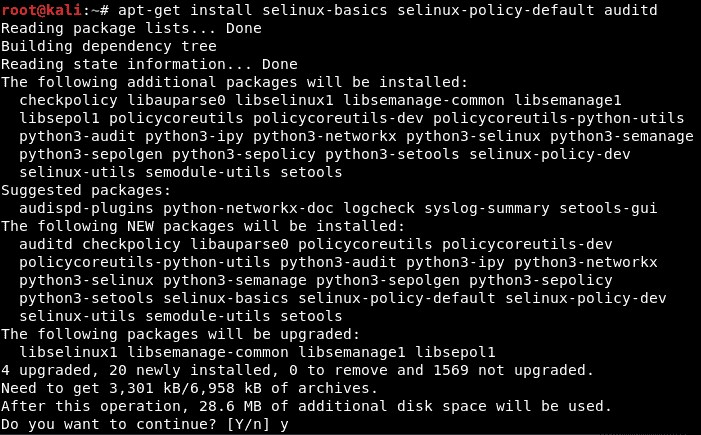 root@kali:~# apt-get install selinux-basics selinux-policy-default auditd
Reading package lists... Done
Building dependency tree
Reading state information... Done
The following additional packages will be installed:
  checkpolicy libauparse0 libselinux1 libsemanage-common libsemanage1
  libsepol1 policycoreutils policycoreutils-dev policycoreutils-python-utils
  python3-audit python3-ipy python3-networkx python3-selinux python3-semanage
  python3-sepolgen python3-sepolicy python3-setools selinux-policy-dev
  selinux-utils semodule-utils setools
Suggested packages:
  audispd-plugins python-networkx-doc logcheck syslog-summary setools-gui
The following NEW packages will be installed:
  auditd checkpolicy libauparse0 policycoreutils policycoreutils-dev
  policycoreutils-python-utils python3-audit python3-ipy python3-networkx
  python3-selinux python3-semanage python3-sepolgen python3-sepolicy
  python3-setools selinux-basics selinux-policy-default selinux-policy-dev
  selinux-utils semodule-utils setools
The following packages will be upgraded:
  libselinux1 libsemanage-common libsemanage1 libsepol1
4 upgraded, 20 newly installed, 0 to remove and 1569 not upgraded.
Need to get 3,301 kB/6,958 kB of archives.
After this operation, 28.6 MB of additional disk space will be used.
Do you want to continue? [Y/n] y